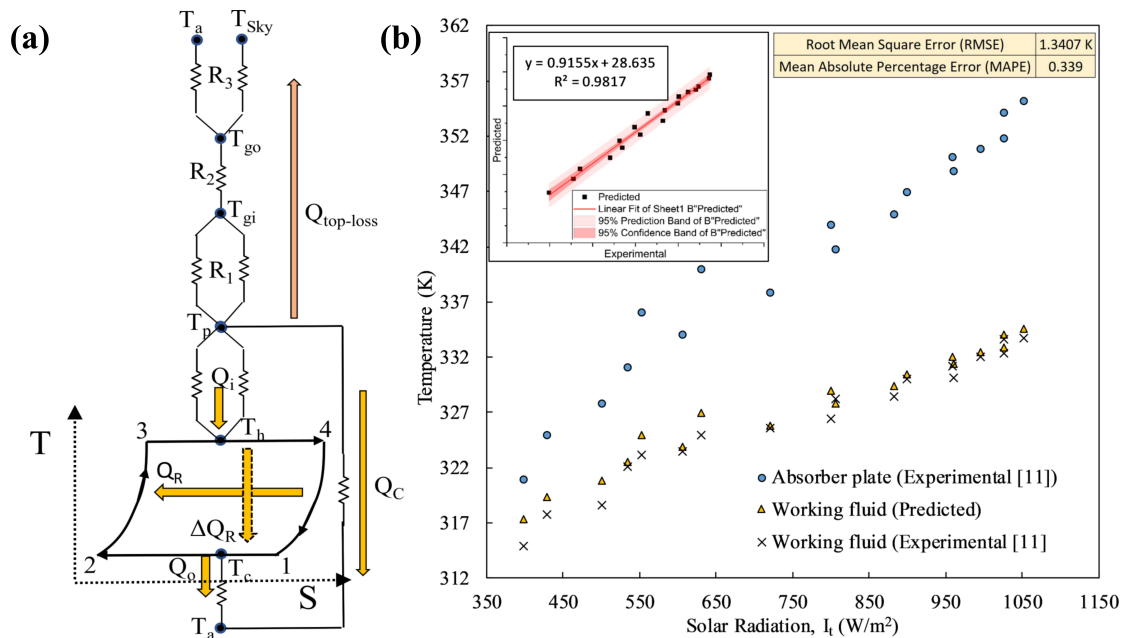 (a)
T_a
T_Sky
R_3
T_go
R_2
T_gi
Q_top-loss
R_1
T_p
Q_i
T_h
3
4
T
Q_R
Q_C
ΔQ_R
2
1
Q_o
T_c
S
T_a
(b)
362
357
352
347
342
337
332
327
322
317
312
Temperature (K)
y = 0.9155x + 28.635
R² = 0.9817
Predicted
Predicted
Linear Fit of Sheet1 B"Predicted"
95% Prediction Band of B"Predicted"
95% Confidence Band of B"Predicted"
Experimental
Root Mean Square Error (RMSE) 1.3407 K
Mean Absolute Percentage Error (MAPE) 0.339
Absorber plate (Experimental [11])
Working fluid (Predicted)
Working fluid (Experimental [11]
350 450 550 650 750 850 950 1050 1150
Solar Radiation, I_t (W/m²)